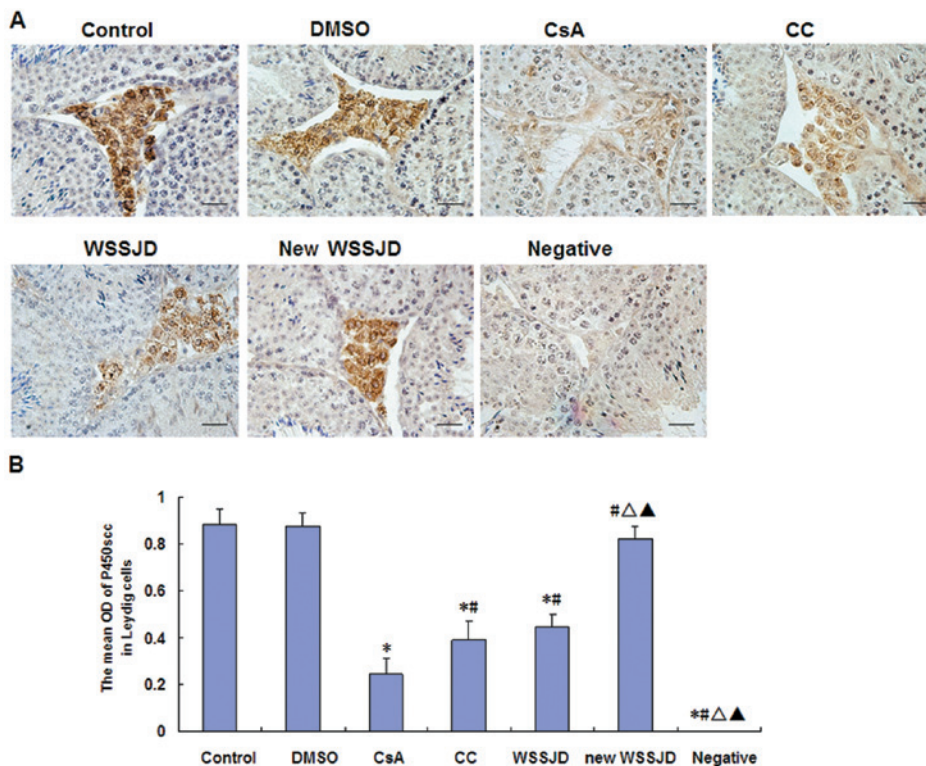 A
Control DMSO CsA CC
WSSJD New WSSJD Negative
B
The mean OD of P450scc
in Leydig cells
1
0.8
0.6
0.4
0.2
0
*
*#
*#
#△▲
*#△▲
Control DMSO CsA CC WSSJD new WSSJD Negative